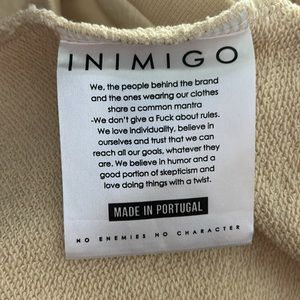 INIMIGO
We, the people behind the brand
and the ones wearing our clothes
share a common mantra
-We don't give a Fuck about rules.
We love individuality, believe in
ourselves and trust that we can
reach all our goals, whatever they
are. We believe in humor and a
good portion of skepticism and
love doing things with a twist.
MADE IN PORTUGAL
NO ENEMIES NO CHARACTER